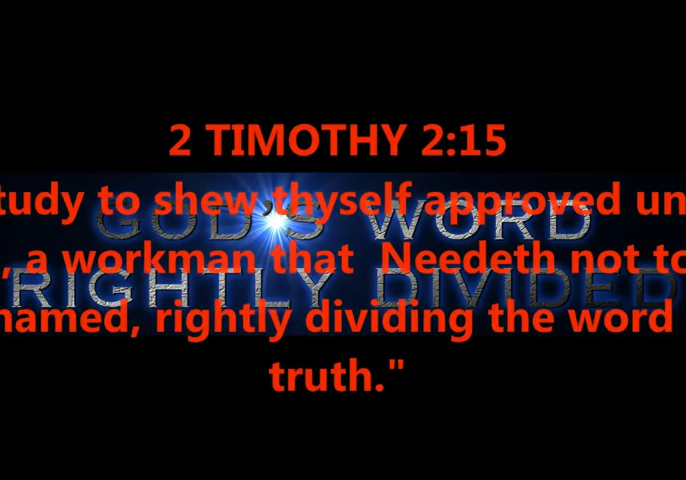 2 TIMOTHY 2:15
tudy to shew thyself approved un
GOD'S WORD
, a workman that Needeth not to
RIGHTLY DIVIDED
named, rightly dividing the word
truth."